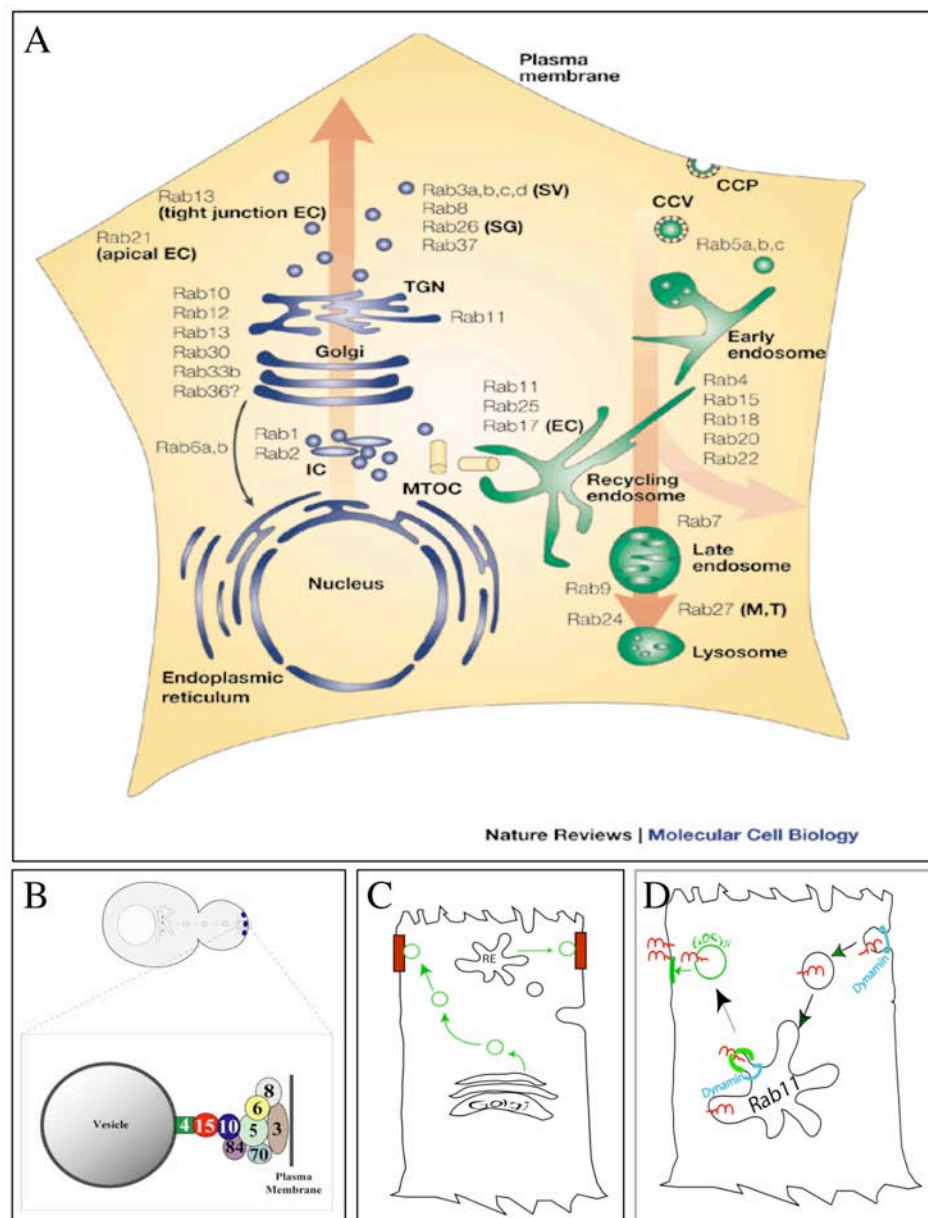 A
Plasma
membrane
CCP
CCV
Rab5a,b,c
Rab13
(tight junction EC)
Rab21
(apical EC)
Rab3a,b,c,d (SV)
Rab8
Rab26 (SG)
Rab37
TGN
Rab11
Rab10
Rab12
Rab13
Rab30
Rab33b
Rab36?
Golgi
Early
endosome
Rab11
Rab25
Rab17 (EC)
Rab4
Rab15
Rab18
Rab20
Rab22
Rab6a,b
Rab1
Rab2
IC
MTOC
Recycling
endosome
Rab7
Late
endosome
Nucleus
Rab9
Rab24
Rab27 (M,T)
Lysosome
Endoplasmic
reticulum
Nature Reviews | Molecular Cell Biology
B
Vesicle
4
15
10
84
6
5
70
8
3
Plasma
Membrane
C
RE
Golgi
D
Dynamin
Dynamin
Rab11